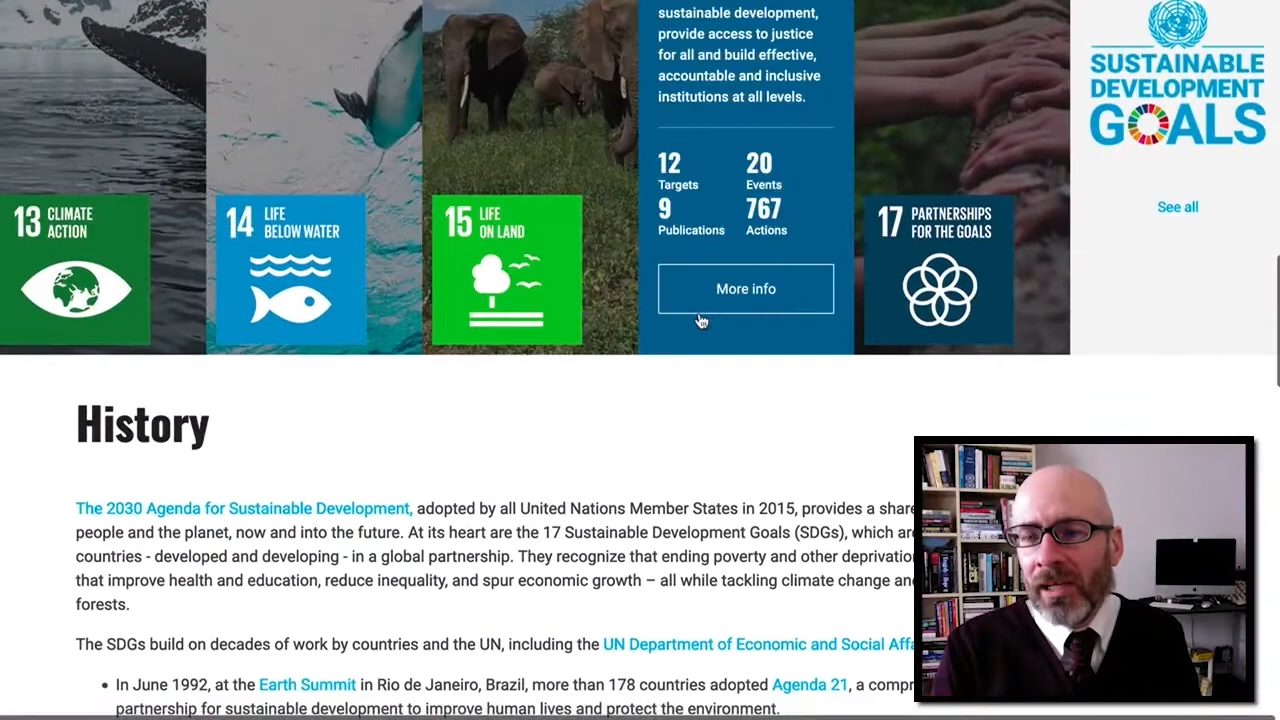 sustainable development,
provide access to justice
for all and build effective,
accountable and inclusive
institutions at all levels.
12
Targets
20
Events
9
Publications
767
Actions
More info
13 CLIMATE
ACTION
14 LIFE
BELOW WATER
15 LIFE
ON LAND
17 PARTNERSHIPS
FOR THE GOALS
SUSTAINABLE
DEVELOPMENT
GOALS
See all
History
The 2030 Agenda for Sustainable Development, adopted by all United Nations Member States in 2015, provides a share
people and the planet, now and into the future. At its heart are the 17 Sustainable Development Goals (SDGs), which are
countries - developed and developing - in a global partnership. They recognize that ending poverty and other
that improve health and education, reduce inequality, and spur economic growth – all while tackling climate change
forests.
The SDGs build on decades of work by countries and the UN, including the UN Department of Economic and Social
• In June 1992, at the Earth Summit in Rio de Janeiro, Brazil, more than 178 countries adopted Agenda 21, a
partnership for sustainable development to improve human lives and protect the environment.